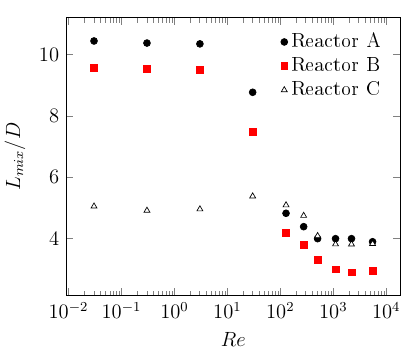 Reactor A
Reactor B
Reactor C
10
8
6
4
L_{mix}/D
10^{-2} 10^{-1} 10^{0} 10^{1} 10^{2} 10^{3} 10^{4}
Re